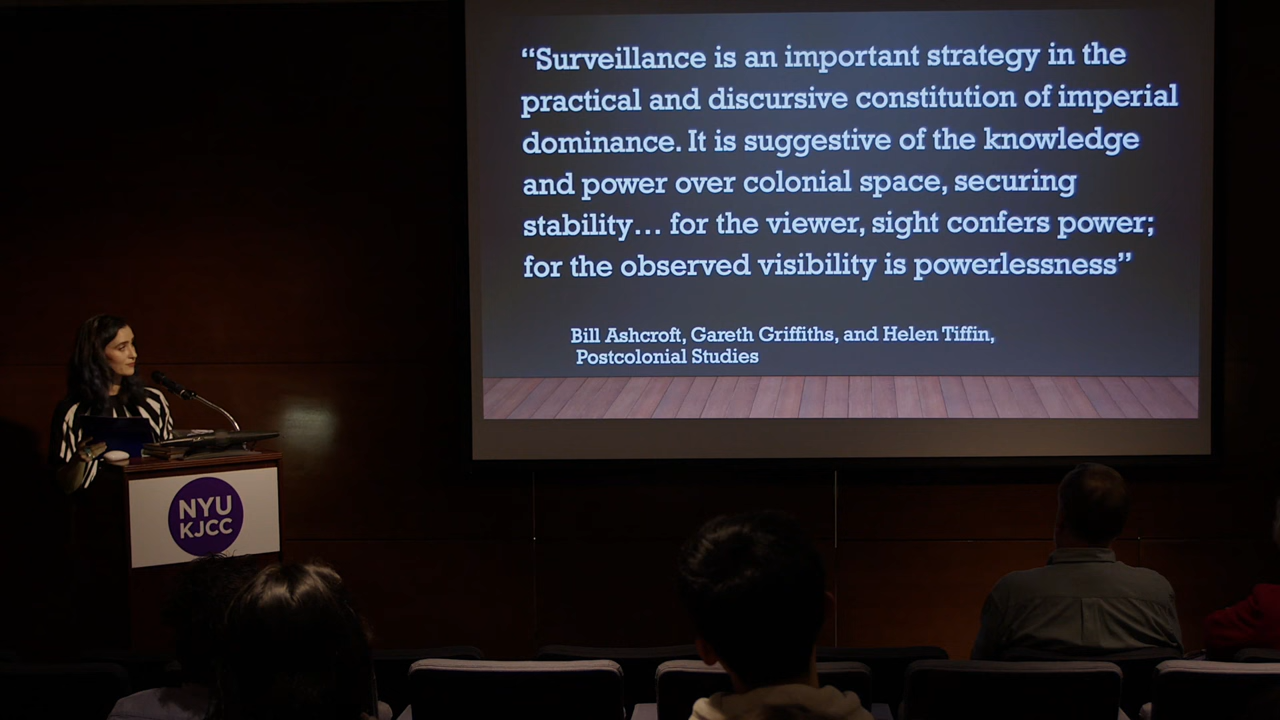 “Surveillance is an important strategy in the
practical and discursive constitution of imperial
dominance. It is suggestive of the knowledge
and power over colonial space, securing
stability… for the viewer, sight confers power;
for the observed visibility is powerlessness”
Bill Ashcroft, Gareth Griffiths, and Helen Tiffin,
Postcolonial Studies
NYU
KJCC